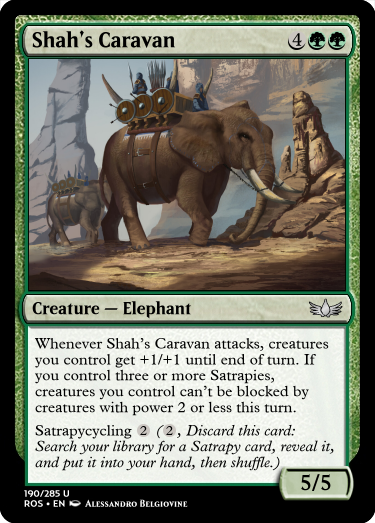 Shah's Caravan 4
Creature — Elephant
Whenever Shah's Caravan attacks, creatures
you control get +1/+1 until end of turn. If
you control three or more Satrapies,
creatures you control can't be blocked by
creatures with power 2 or less this turn.
Satrapycycling 2 (2, Discard this card:
Search your library for a Satrapy card, reveal it,
and put it into your hand, then shuffle.)
5/5
190/285 U
ROS • EN Alessandro Belgiovine